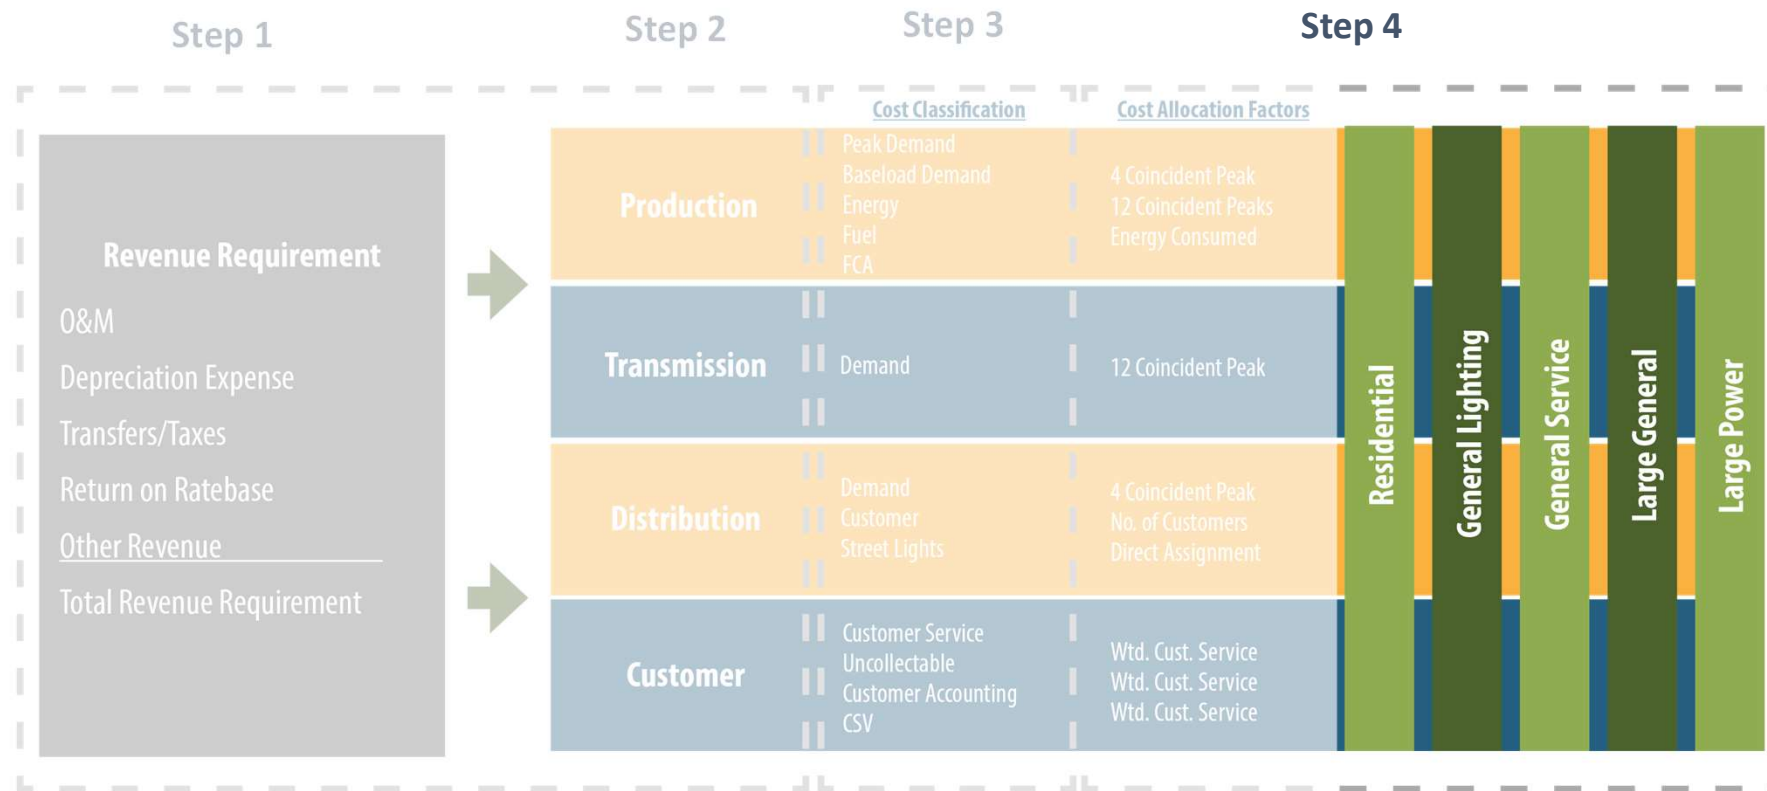 Step 1
Step 2
Step 3
Step 4
Revenue Requirement
O&M
Depreciation Expense
Transfers/Taxes
Return on Ratebase
Other Revenue
Total Revenue Requirement
Production
Transmission
Distribution
Customer
Cost Classification
Peak Demand
Baseload Demand
Energy
Fuel
FCA
Demand
Demand
Customer
Street Lights
Customer Service
Uncollectable
Customer Accounting
CSV
Cost Allocation Factors
4 Coincident Peak
12 Coincident Peaks
Energy Consumed
12 Coincident Peak
4 Coincident Peak
No. of Customers
Direct Assignment
Wtd. Cust. Service
Wtd. Cust. Service
Wtd. Cust. Service
Residential
General Lighting
General Service
Large General
Large Power